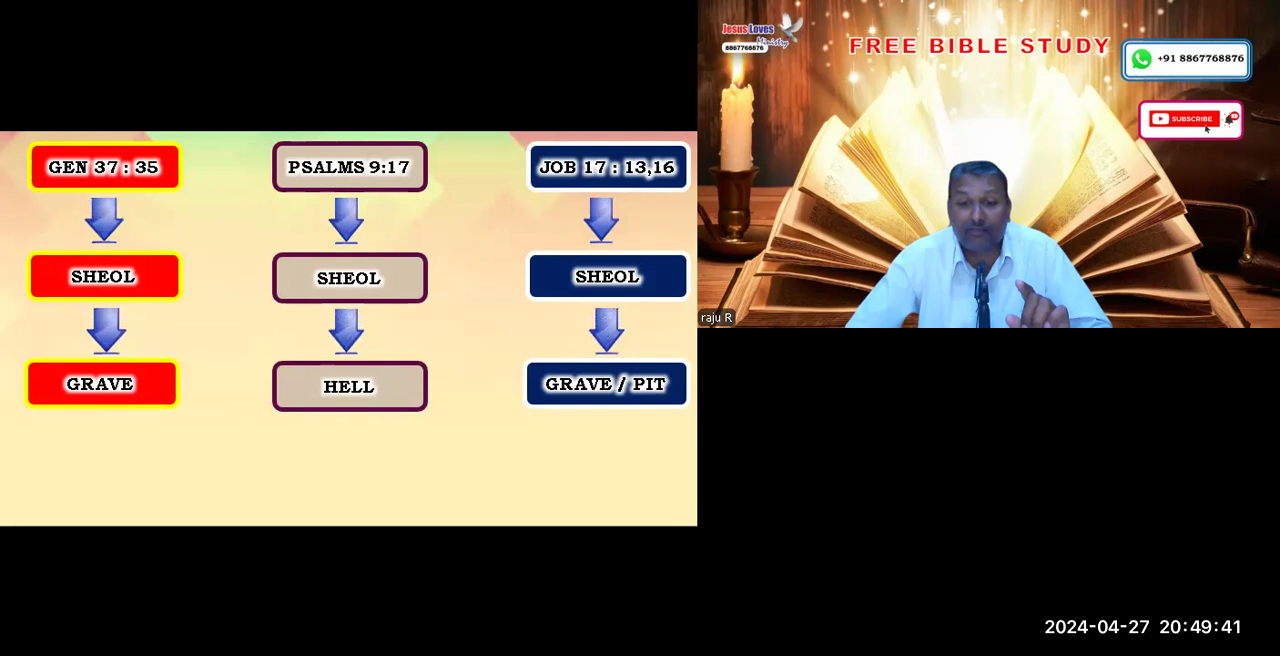 GEN 37 : 35
PSALMS 9:17
JOB 17 : 13,16
SHEOL
SHEOL
SHEOL
GRAVE
HELL
GRAVE / PIT
Jesus Loves
Ministry
8867768876
FREE BIBLE STUDY
+91 8867768876
SUBSCRIBE
raju R
2024-04-27 20:49:41